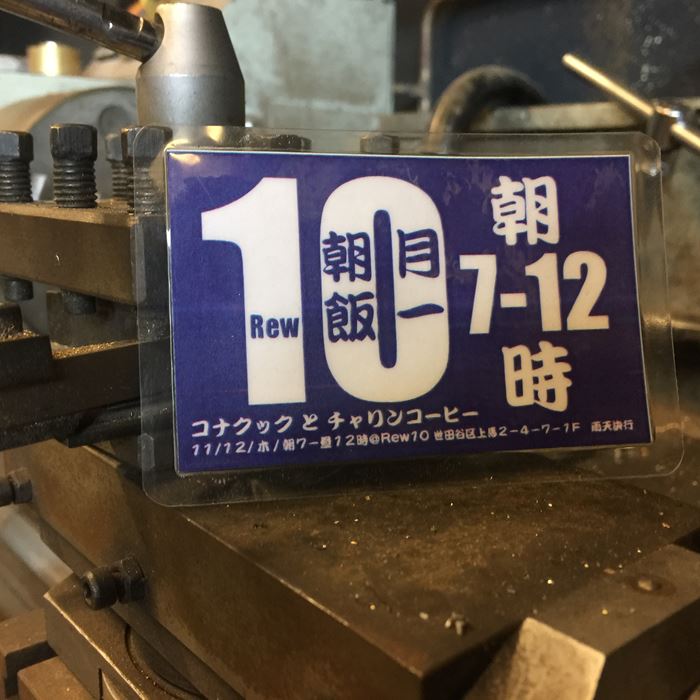 10
Rew
月一
朝飯
朝
7-12
時
コナクック と チャリンコーヒー
11/12/木/朝7ー昼12時@Rew10 世田谷区上馬2-4-7-1F 雨天決行